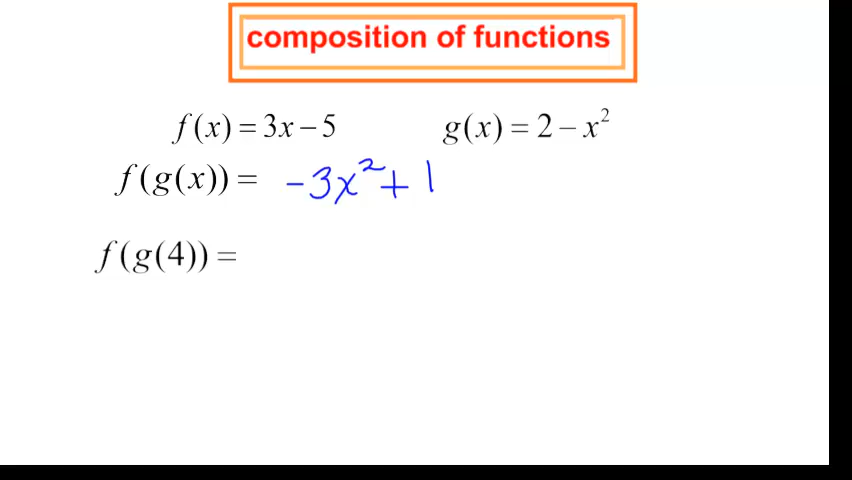 composition of functions
f(x) = 3x − 5 g(x) = 2 − x²
f(g(x)) = -3x² + 1
f(g(4)) =